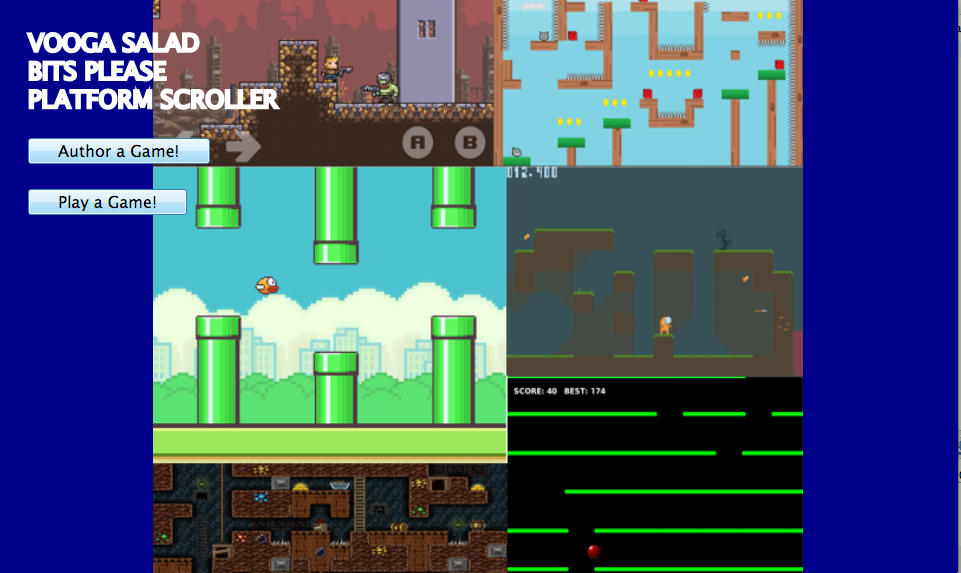 VOOGA SALAD
BITS PLEASE
PLATFORM SCROLLER
Author a Game!
Play a Game!
A B
012.400
SCORE: 40 BEST: 174